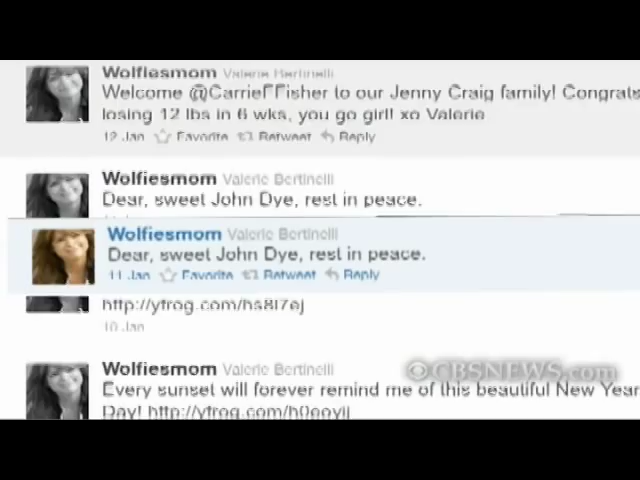 Wolfiesmom Valerie Bertinelli
Welcome @CarrieFFisher to our Jenny Craig family! Congrats
losing 12 lbs in 6 wks, you go girl! xo Valerie
12 Jan Favorite Retweet Reply
Wolfiesmom Valerie Bertinelli
Dear, sweet John Dye, rest in peace.
Wolfiesmom Valerie Bertinelli
Dear, sweet John Dye, rest in peace.
11 Jan Favorite Retweet Reply
10 Jan
Wolfiesmom Valerie Bertinelli
CBSNEWS.com
Every sunset will forever remind me of this beautiful New Year
Day!